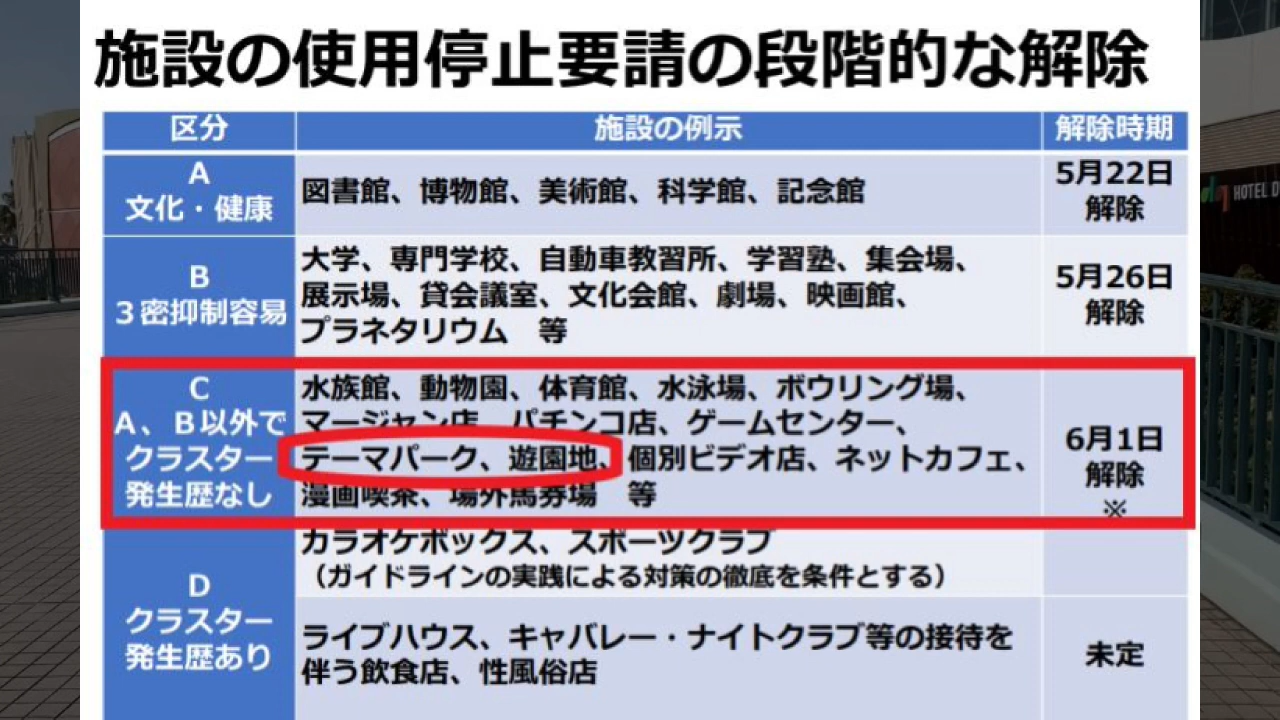 施設の使用停止要請の段階的な解除
区分
施設の例示
解除時期
A
文化・健康
図書館、博物館、美術館、科学館、記念館
5月22日
解除
B
３密抑制容易
大学、専門学校、自動車教習所、学習塾、集会場、
展示場、貸会議室、文化会館、劇場、映画館、
プラネタリウム　等
5月26日
解除
C
A、B以外で
クラスター
発生歴なし
水族館、動物園、体育館、水泳場、ボウリング場、
マージャン店、パチンコ店、ゲームセンター、
テーマパーク、遊園地、個別ビデオ店、ネットカフェ、
漫画喫茶、場外馬券場　等
6月1日
解除
※
D
クラスター
発生歴あり
カラオケボックス、スポーツクラブ
（ガイドラインの実践による対策の徹底を条件とする）
ライブハウス、キャバレー・ナイトクラブ等の接待を
伴う飲食店、性風俗店
未定
HOTEL D